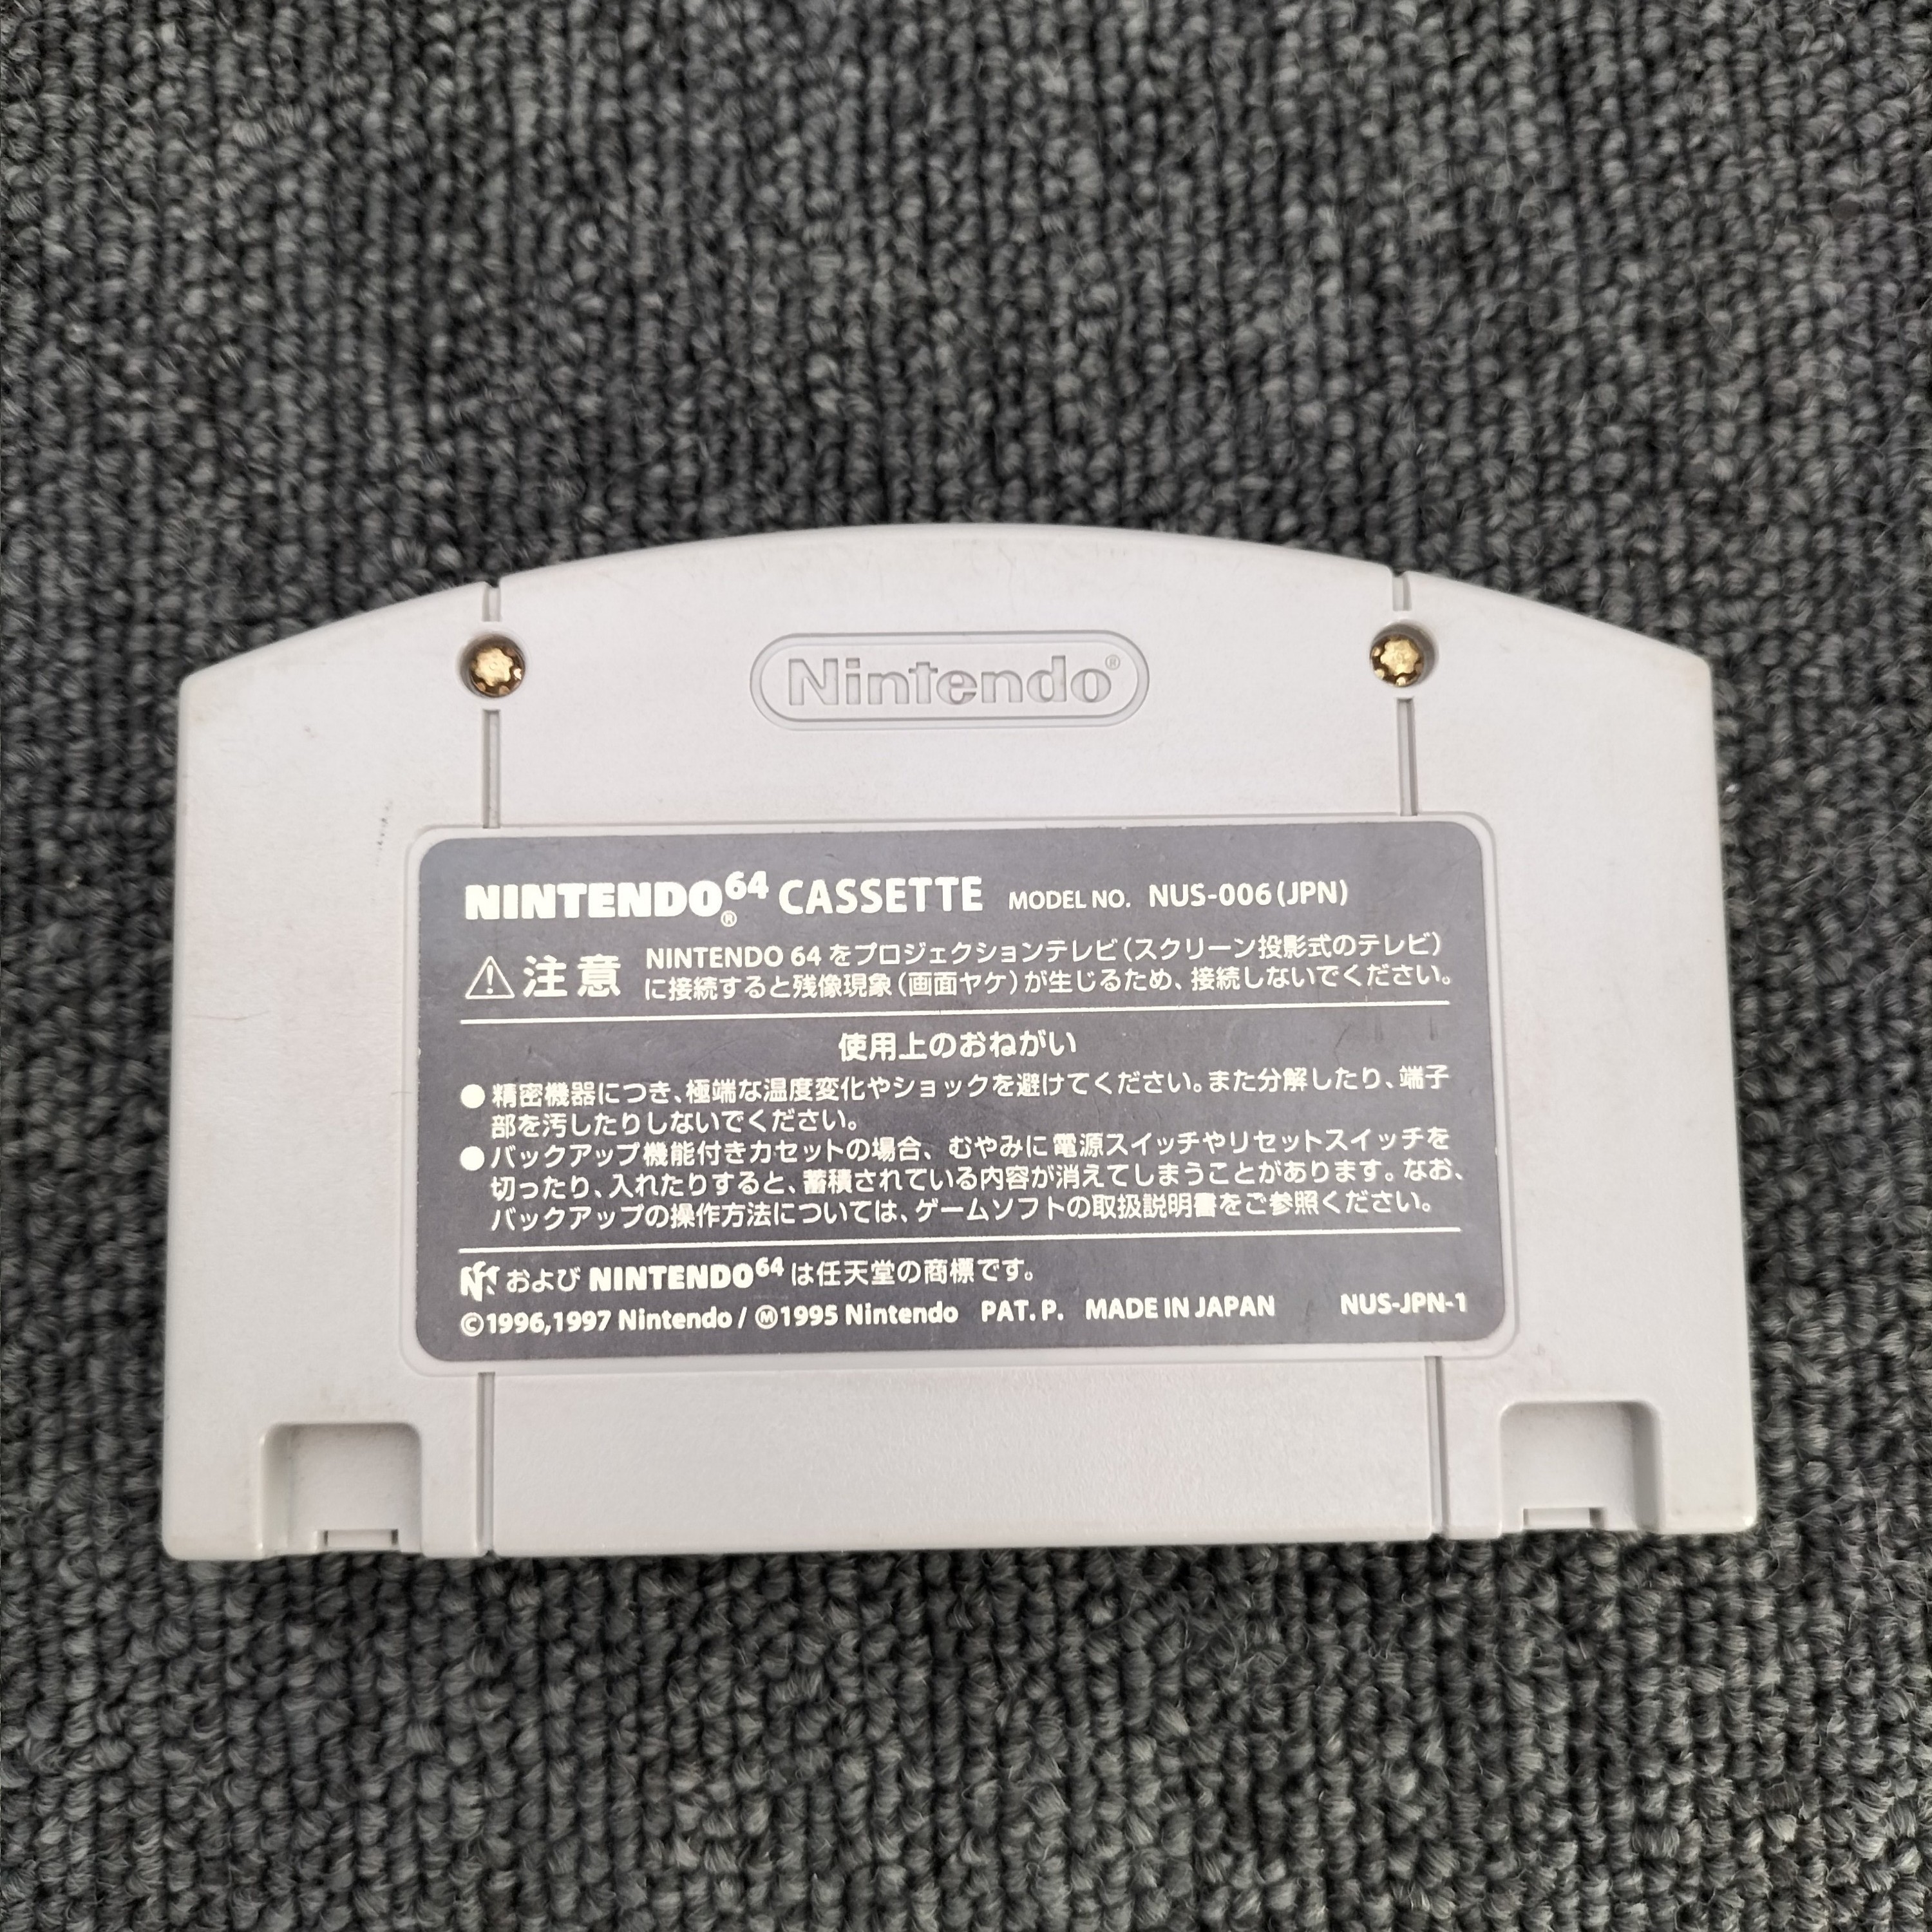 Nintendo®
NINTENDO64® CASSETTE MODEL NO. NUS-006(JPN)
⚠注意 NINTENDO 64 をプロジェクションテレビ(スクリーン投影式のテレビ)
に接続すると残像現象(画面ヤケ)が生じるため、接続しないでください。
使用上のおねがい
●精密機器につき、極端な温度変化やショックを避けてください。また分解したり、端子
部を汚したりしないでください。
●バックアップ機能付きカセットの場合、むやみに電源スイッチやリセットスイッチを
切ったり、入れたりすると、蓄積されている内容が消えてしまうことがあります。なお、
バックアップの操作方法については、ゲームソフトの取扱説明書をご参照ください。
および NINTENDO64 は任天堂の商標です。
©1996,1997 Nintendo / Ⓜ1995 Nintendo PAT. P. MADE IN JAPAN NUS-JPN-1